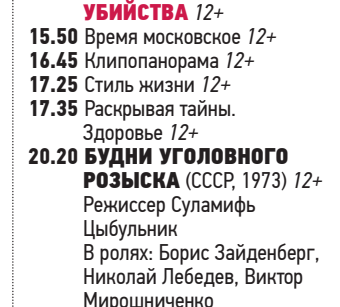 УБИЙСТВА 12+
15.50 Время московское 12+
16.45 Клипопанорама 12+
17.25 Стиль жизни 12+
17.35 Раскрывая тайны.
Здоровье 12+
20.20 БУДНИ УГОЛОВНОГО
РОЗЫСКА (СССР, 1973) 12+
Режиссер Суламифь
Цыбульник
В ролях: Борис Зайденберг,
Николай Лебедев, Виктор
Мирошниченко